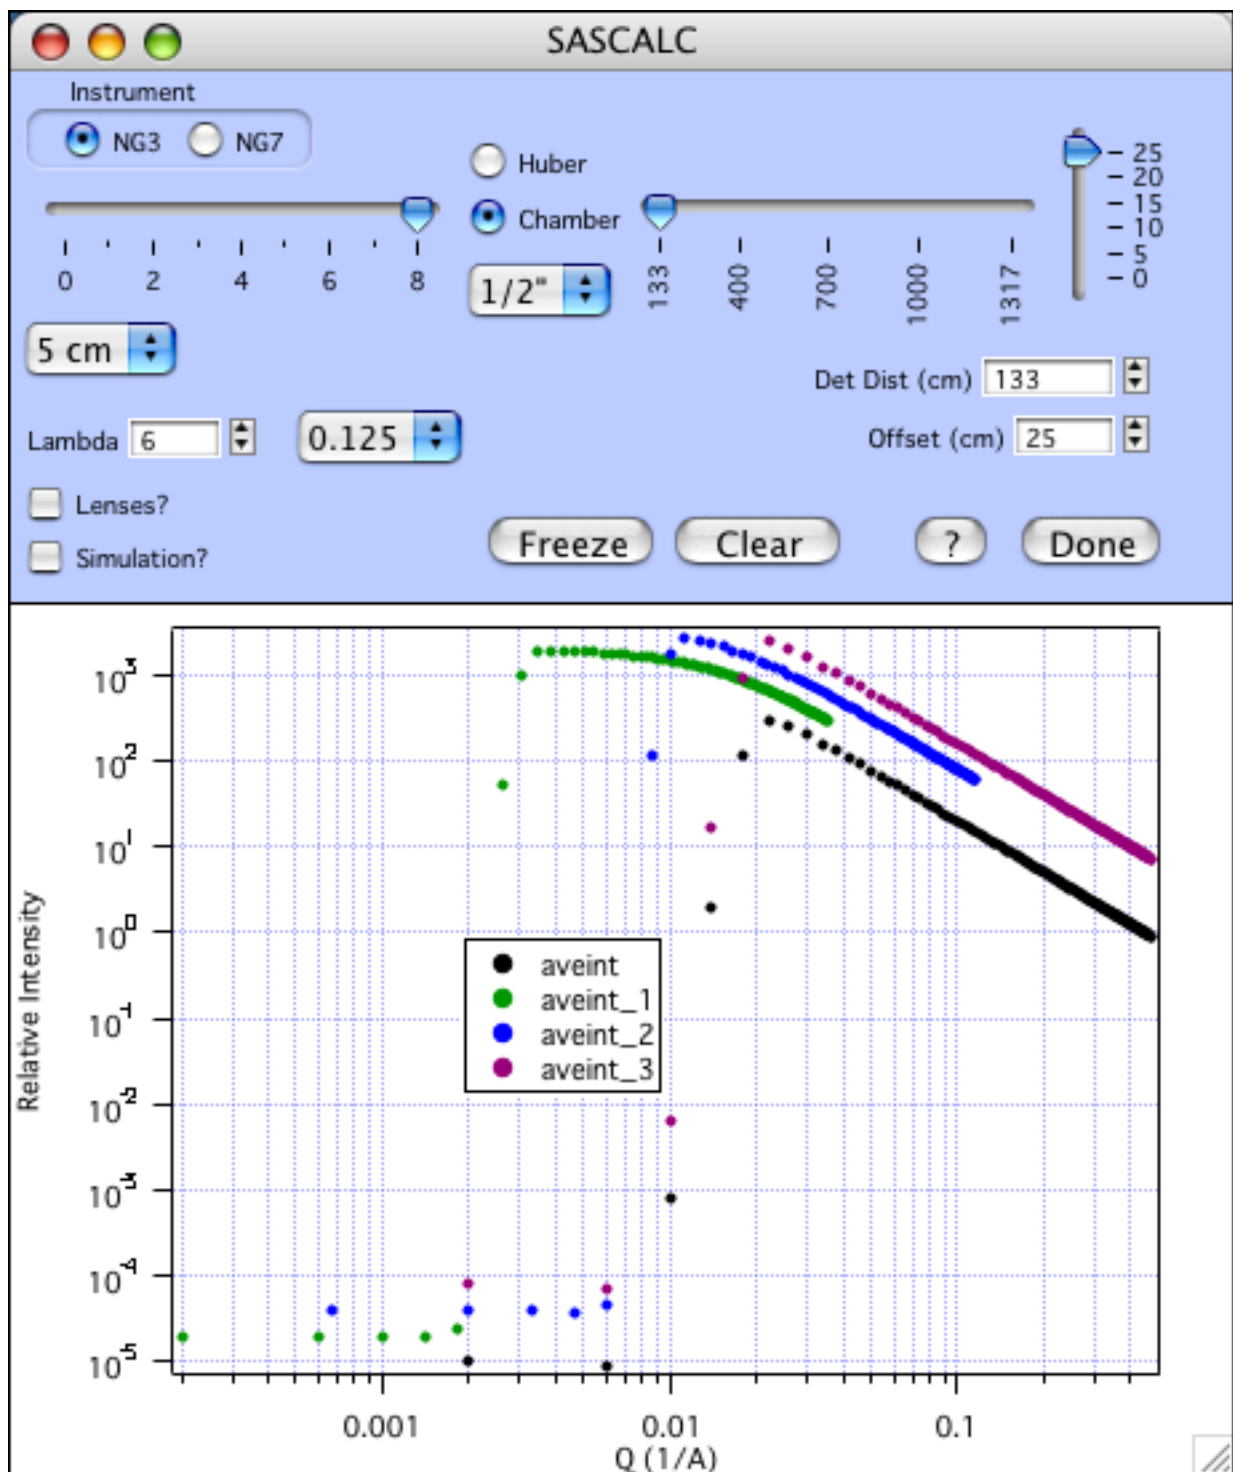 SASCALC
Instrument
NG3 NG7
Huber
Chamber
0 2 4 6 8
1/2"
133 400 700 1000 1317
25
20
15
10
5
0
5 cm
Det Dist (cm) 133
Lambda 6 0.125
Offset (cm) 25
Lenses?
Simulation?
Freeze Clear ? Done
Relative Intensity
10^3
10^2
10^1
10^0
10^-1
10^-2
10^-3
10^-4
10^-5
aveint
aveint_1
aveint_2
aveint_3
0.001 0.01 0.1
Q (1/A)